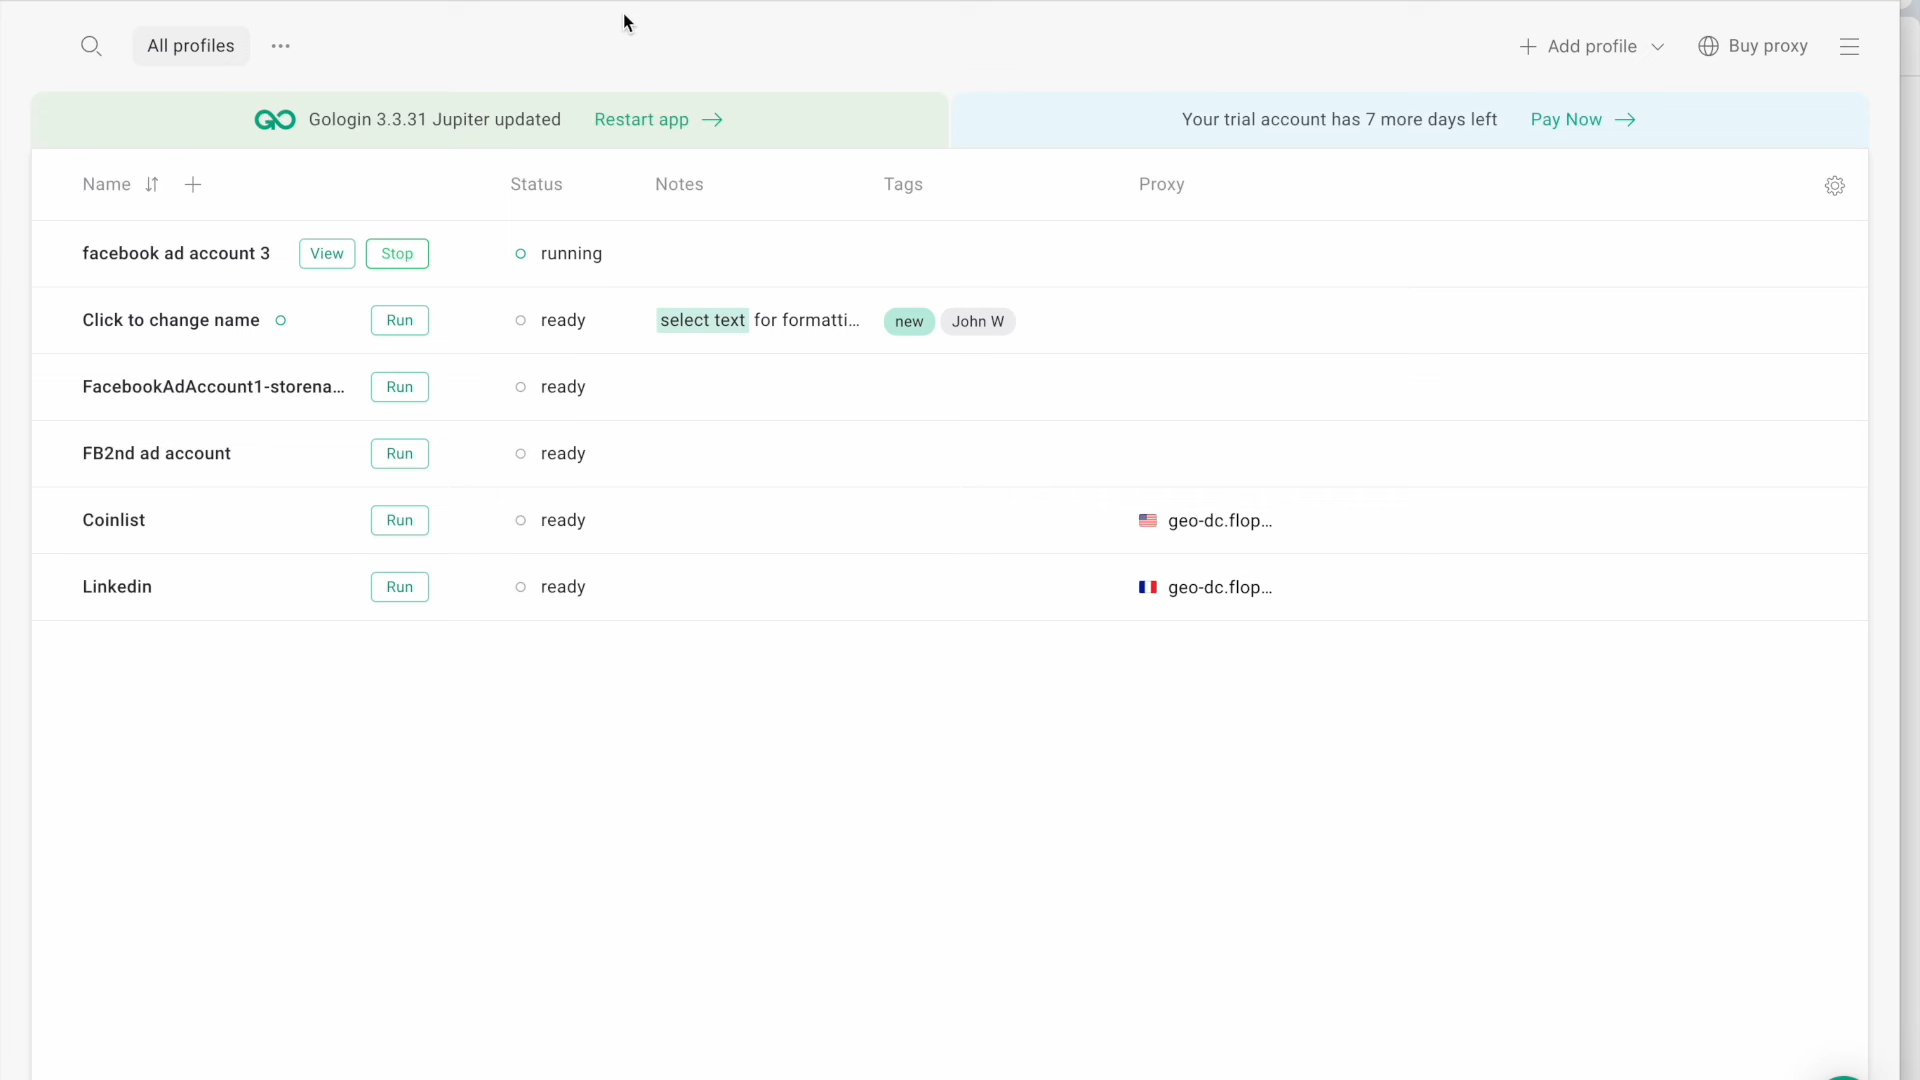 All profiles
Add profile
Buy proxy
Gologin 3.3.31 Jupiter updated Restart app
Your trial account has 7 more days left Pay Now
Name Status Notes Tags Proxy
facebook ad account 3 View Stop running
Click to change name Run ready select text for formatti... new John W
FacebookAdAccount1-storena... Run ready
FB2nd ad account Run ready
Coinlist Run ready geo-dc.flop...
Linkedin Run ready geo-dc.flop...